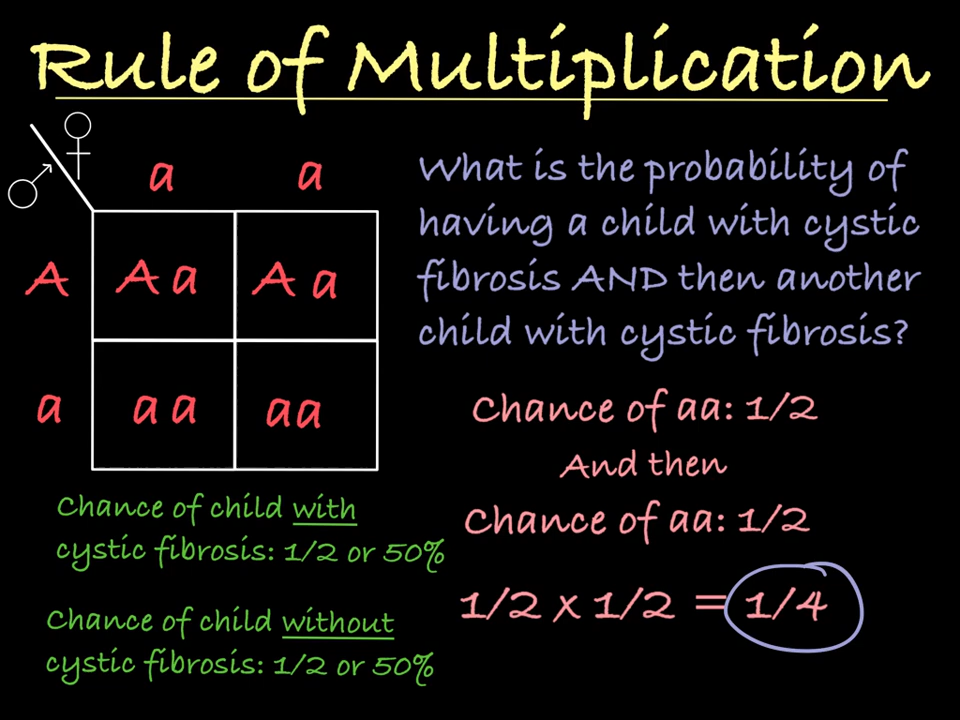 Rule of Multiplication
a a
A Aa Aa
a aa aa
What is the probability of
having a child with cystic
fibrosis AND then another
child with cystic fibrosis?
Chance of aa: 1/2
And then
Chance of aa: 1/2
1/2 x 1/2 = 1/4
Chance of child with
cystic fibrosis: 1/2 or 50%
Chance of child without
cystic fibrosis: 1/2 or 50%